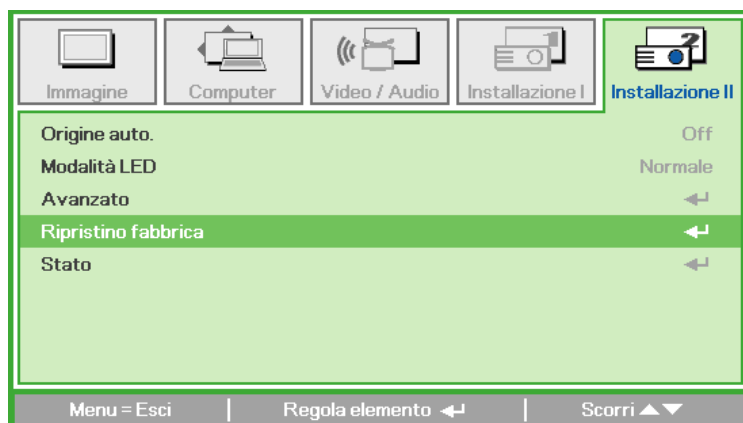 Immagine
Computer
Video / Audio
Installazione I
Installazione II
Origine auto. Off
Modalità LED Normale
Avanzato
Ripristino fabbrica
Stato
Menu = Esci Regola elemento Scorri